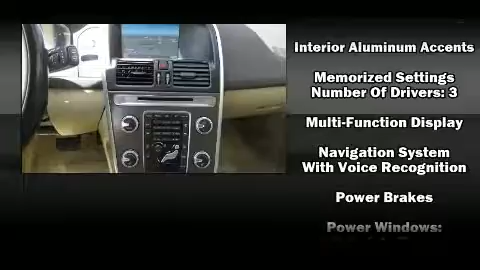 Interior Aluminum Accents
Memorized Settings
Number Of Drivers: 3
Multi-Function Display
Navigation System
With Voice Recognition
Power Brakes
Power Windows: